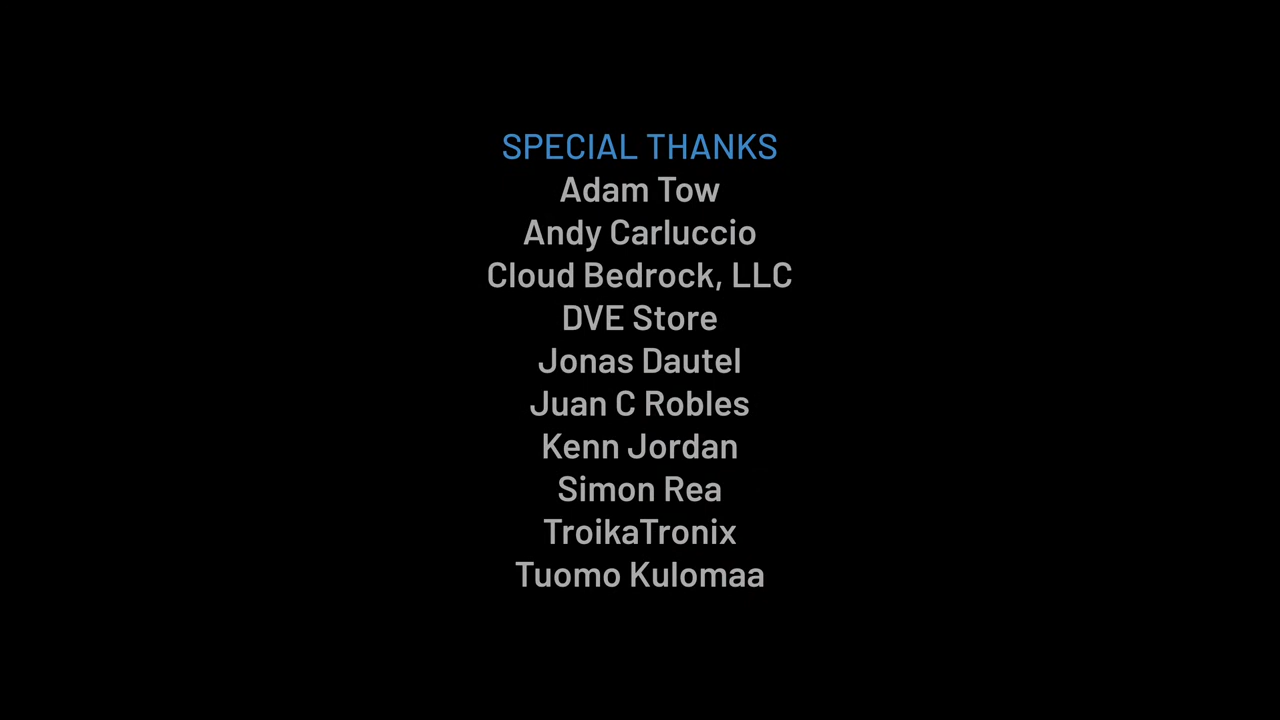 SPECIAL THANKS
Adam Tow
Andy Carluccio
Cloud Bedrock, LLC
DVE Store
Jonas Dautel
Juan C Robles
Kenn Jordan
Simon Rea
TroikaTronix
Tuomo Kulomaa